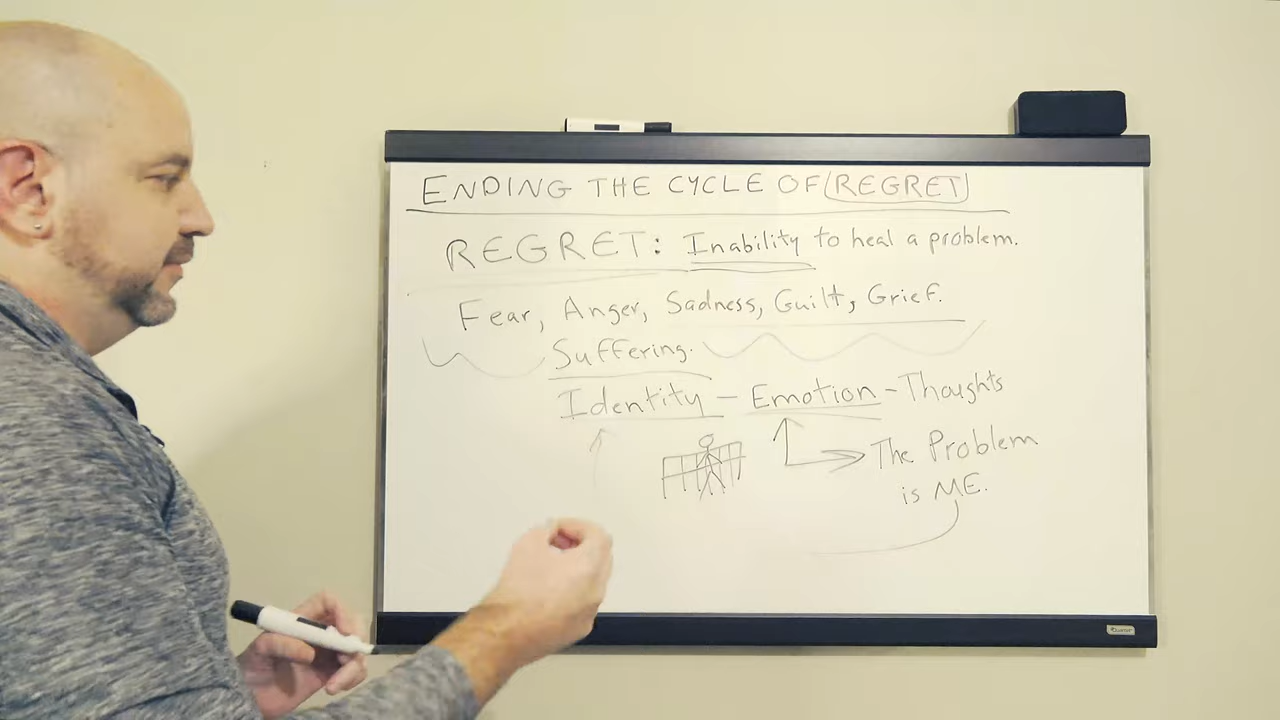 ENDING THE CYCLE OF REGRET
REGRET: Inability to heal a problem.
Fear, Anger, Sadness, Guilt, Grief.
Suffering.
Identity - Emotion - Thoughts
The Problem
is ME.